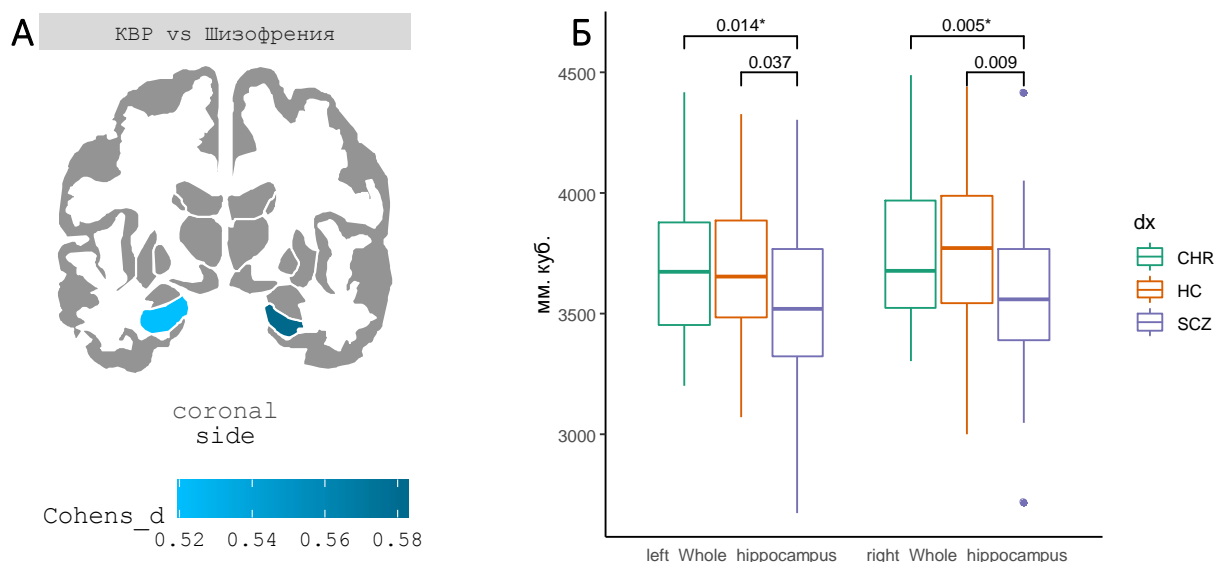 А
КВР vs Шизофрения
coronal
side
Cohens_d
0.52 0.54 0.56 0.58
Б
0.014*
0.037
0.005*
0.009
мм. куб.
4500
4000
3500
3000
left Whole hippocampus
right Whole hippocampus
dx
CHR
HC
SCZ